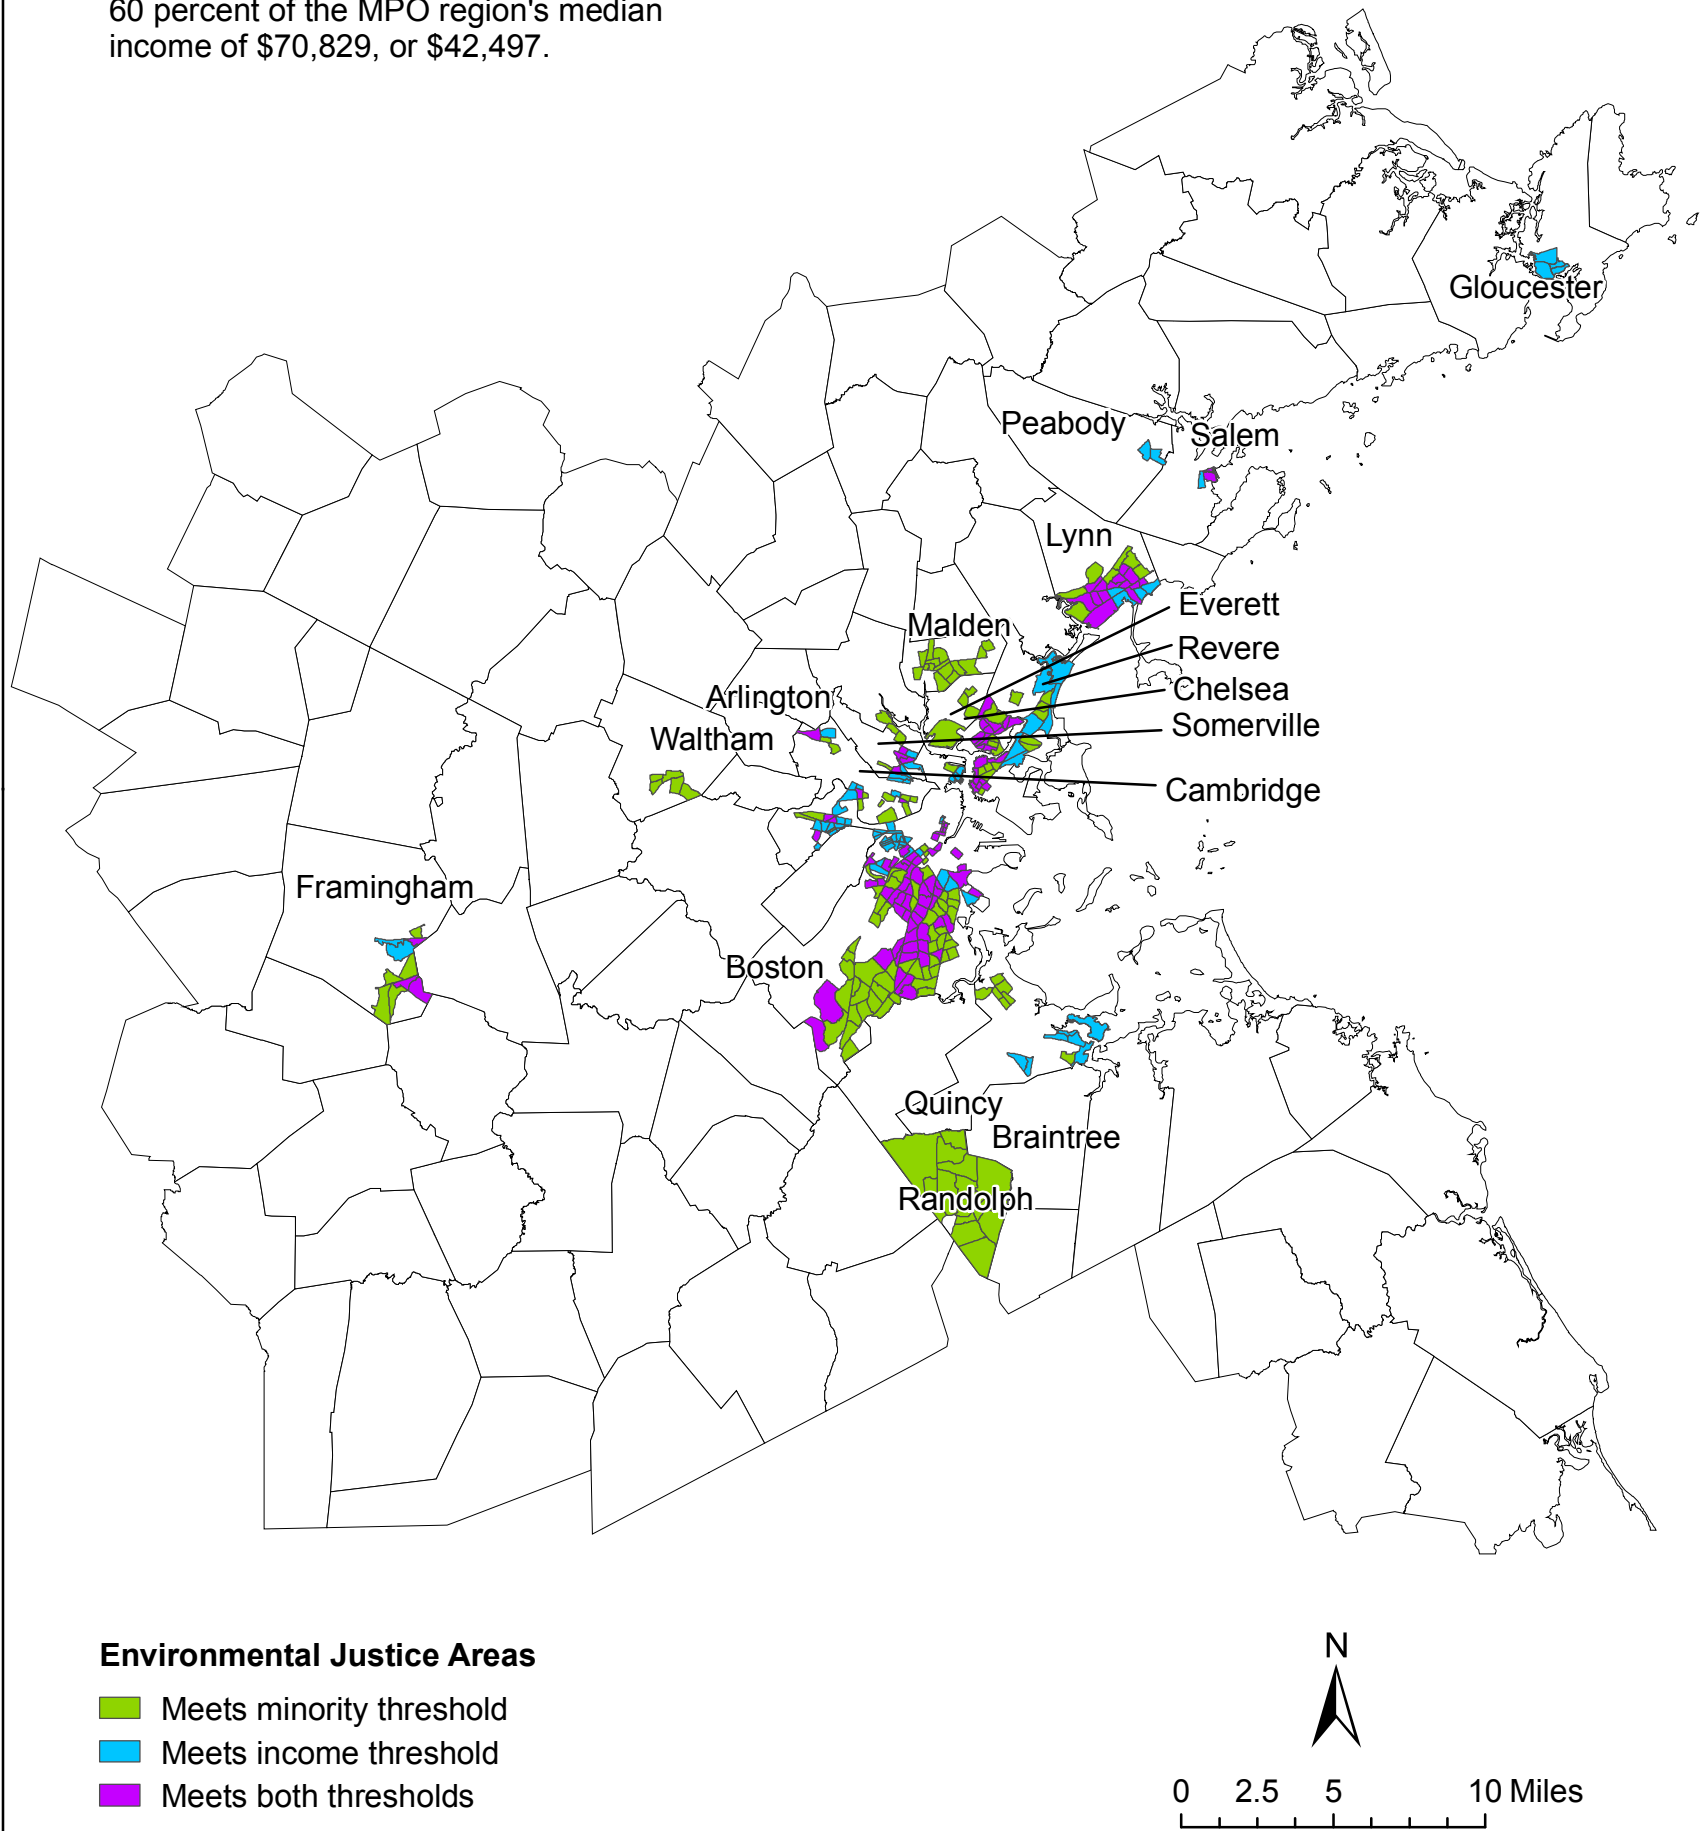 60 percent of the MPO region's median
income of $70,829, or $42,497.
Gloucester
Peabody
Salem
Lynn
Everett
Malden
Revere
Chelsea
Arlington
Somerville
Waltham
Cambridge
Framingham
Boston
Quincy
Braintree
Randolph
Environmental Justice Areas
Meets minority threshold
Meets income threshold
Meets both thresholds
N
0 2.5 5 10 Miles